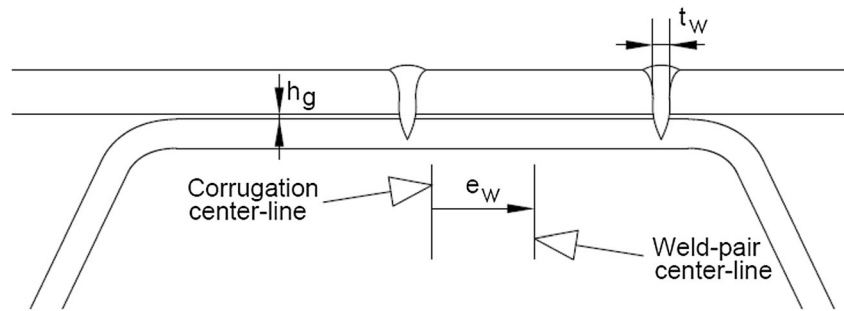 t_w
h_g
Corrugation
center-line
e_w
Weld-pair
center-line